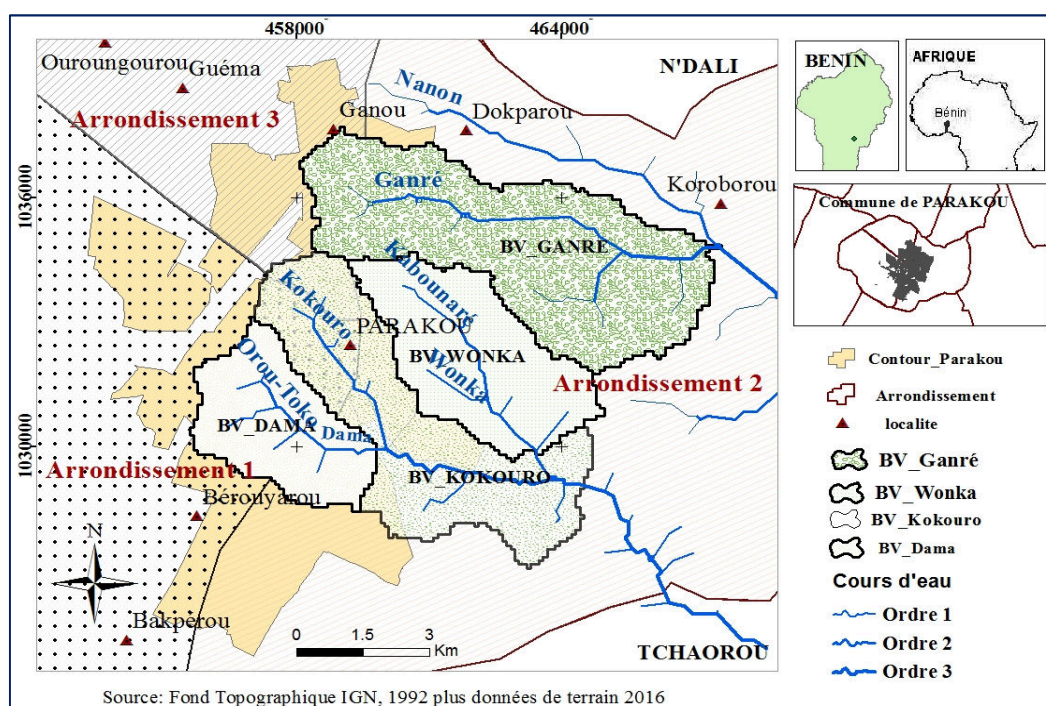 458000
464000
Ouroungourou
Guéma
Arrondissement 3
Ganou
Nanon
Dokparou
N'DALI
Koroborou
1036000
Ganré
BV_GANRE
Kabounaré
Kokouro
PARAKOU
BV_WONKA
Wonka
Arrondissement 2
Orou-Toko
BV_DAMA
Dama
1030000
Arrondissement 1
BV_KOKOURO
Bérouyarou
N
Bakpérou
0 1.5 3
Km
TCHAOROU
Source: Fond Topographique IGN, 1992 plus données de terrain 2016
BENIN
AFRIQUE
Bénin
Commune de PARAKOU
Contour_Parakou
Arrondissement
localite
BV_Ganré
BV_Wonka
BV_Kokouro
BV_Dama
Cours d'eau
Ordre 1
Ordre 2
Ordre 3